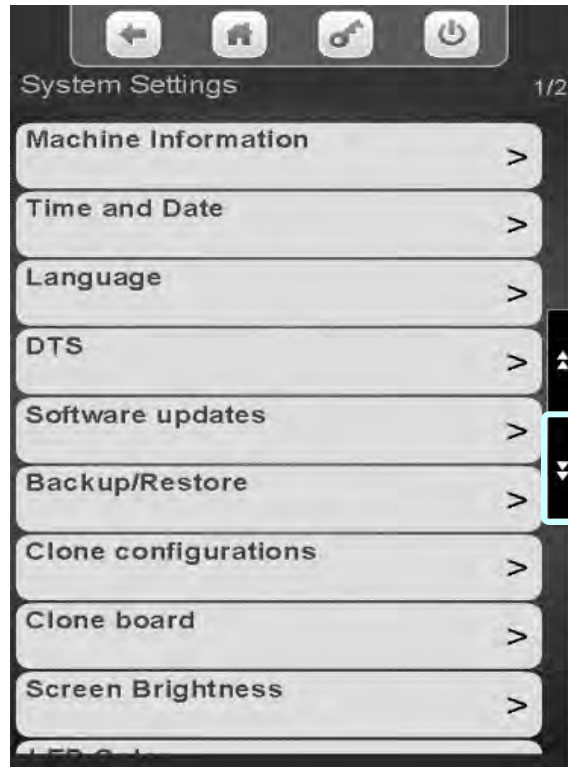 System Settings 1/2
Machine Information >
Time and Date >
Language >
DTS >
Software updates >
Backup/Restore >
Clone configurations >
Clone board >
Screen Brightness >